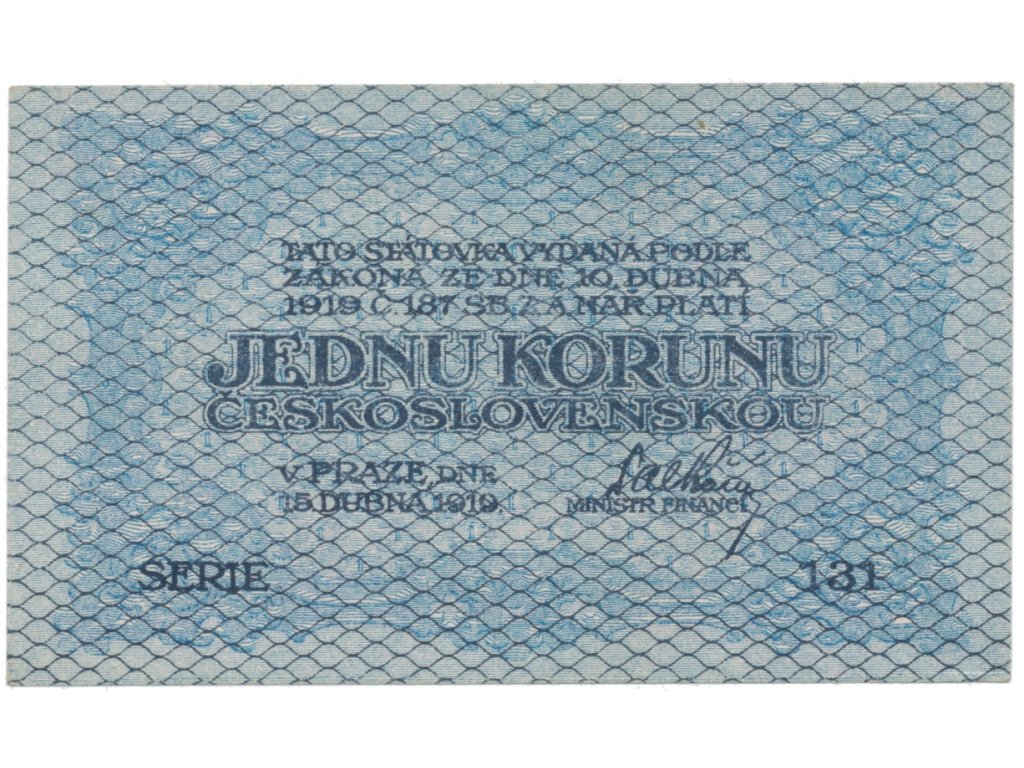 TATO STÁTOVKA VYDANÁ PODLE
ZÁKONA ZE DNE 10. DUBNA
1919 Č. 187 SB. Z. A NAR. PLATÍ
JEDNU KORUNU
ČESKOSLOVENSKOU
V PRAZE, DNE
15. DUBNA 1919.
MINISTR FINANCÍ
SERIE 131